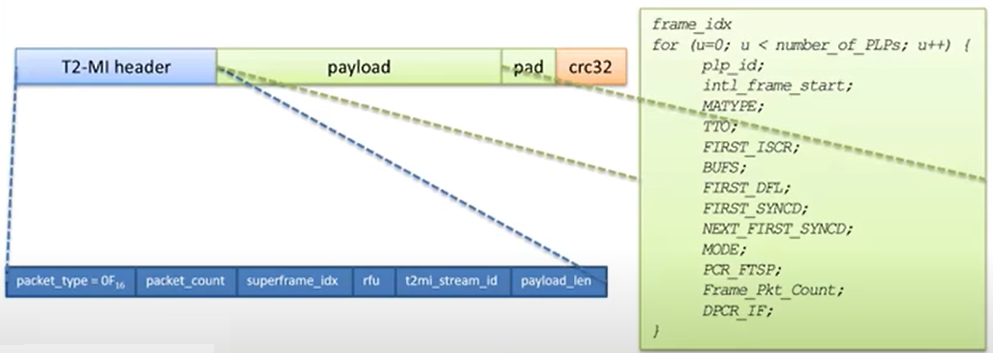 T2-MI header payload pad crc32
packet_type = 0F₁₆ packet_count superframe_idx rfu t2mi_stream_id payload_len
frame_idx
for (u=0; u < number_of_PLPs; u++) {
plp_id;
intl_frame_start;
MATYPE;
TTO;
FIRST_ISCR;
BUFS;
FIRST_DFL;
FIRST_SYNCD;
NEXT_FIRST_SYNCD;
MODE;
PCR_FTSP;
Frame_Pkt_Count;
DPCR_IF;
}